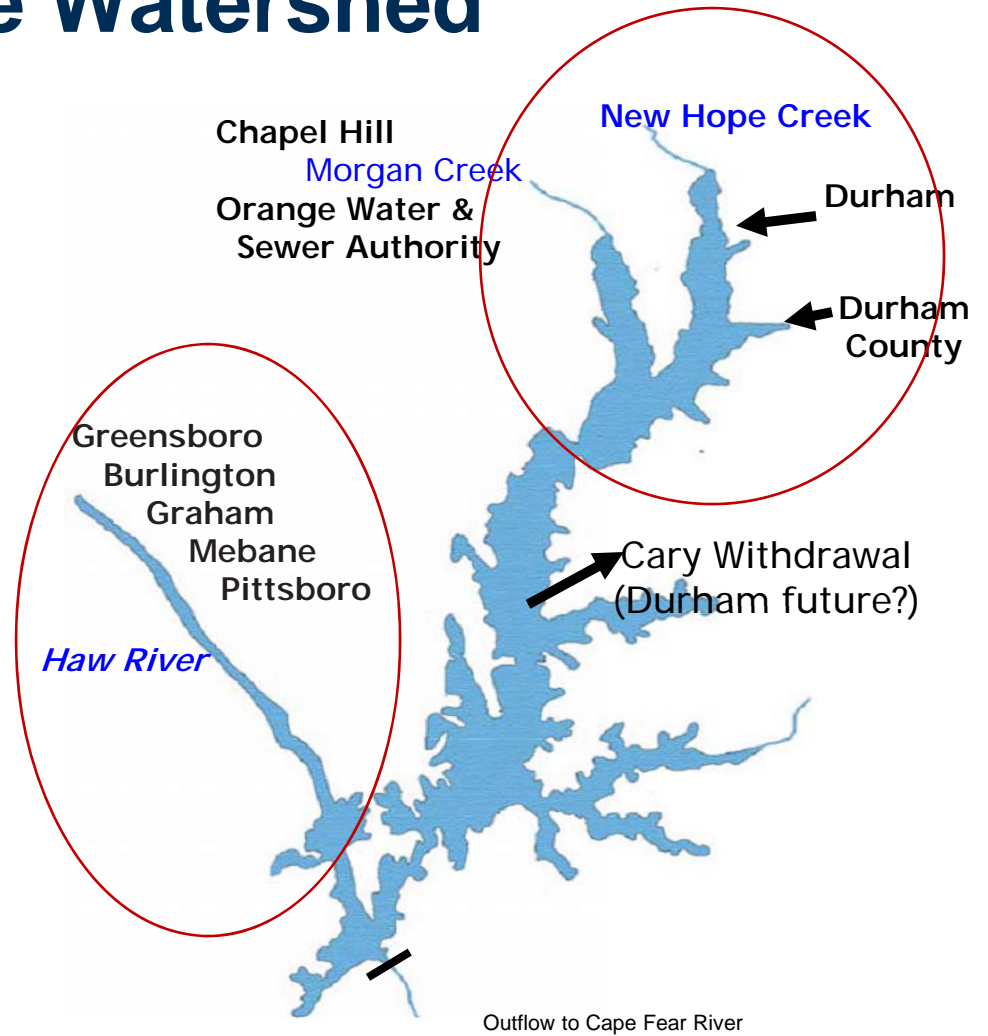 e Watershed
New Hope Creek
Chapel Hill
Morgan Creek
Orange Water &
Sewer Authority
Durham
Durham
County
Greensboro
Burlington
Graham
Mebane
Pittsboro
Cary Withdrawal
(Durham future?)
Haw River
Outflow to Cape Fear River